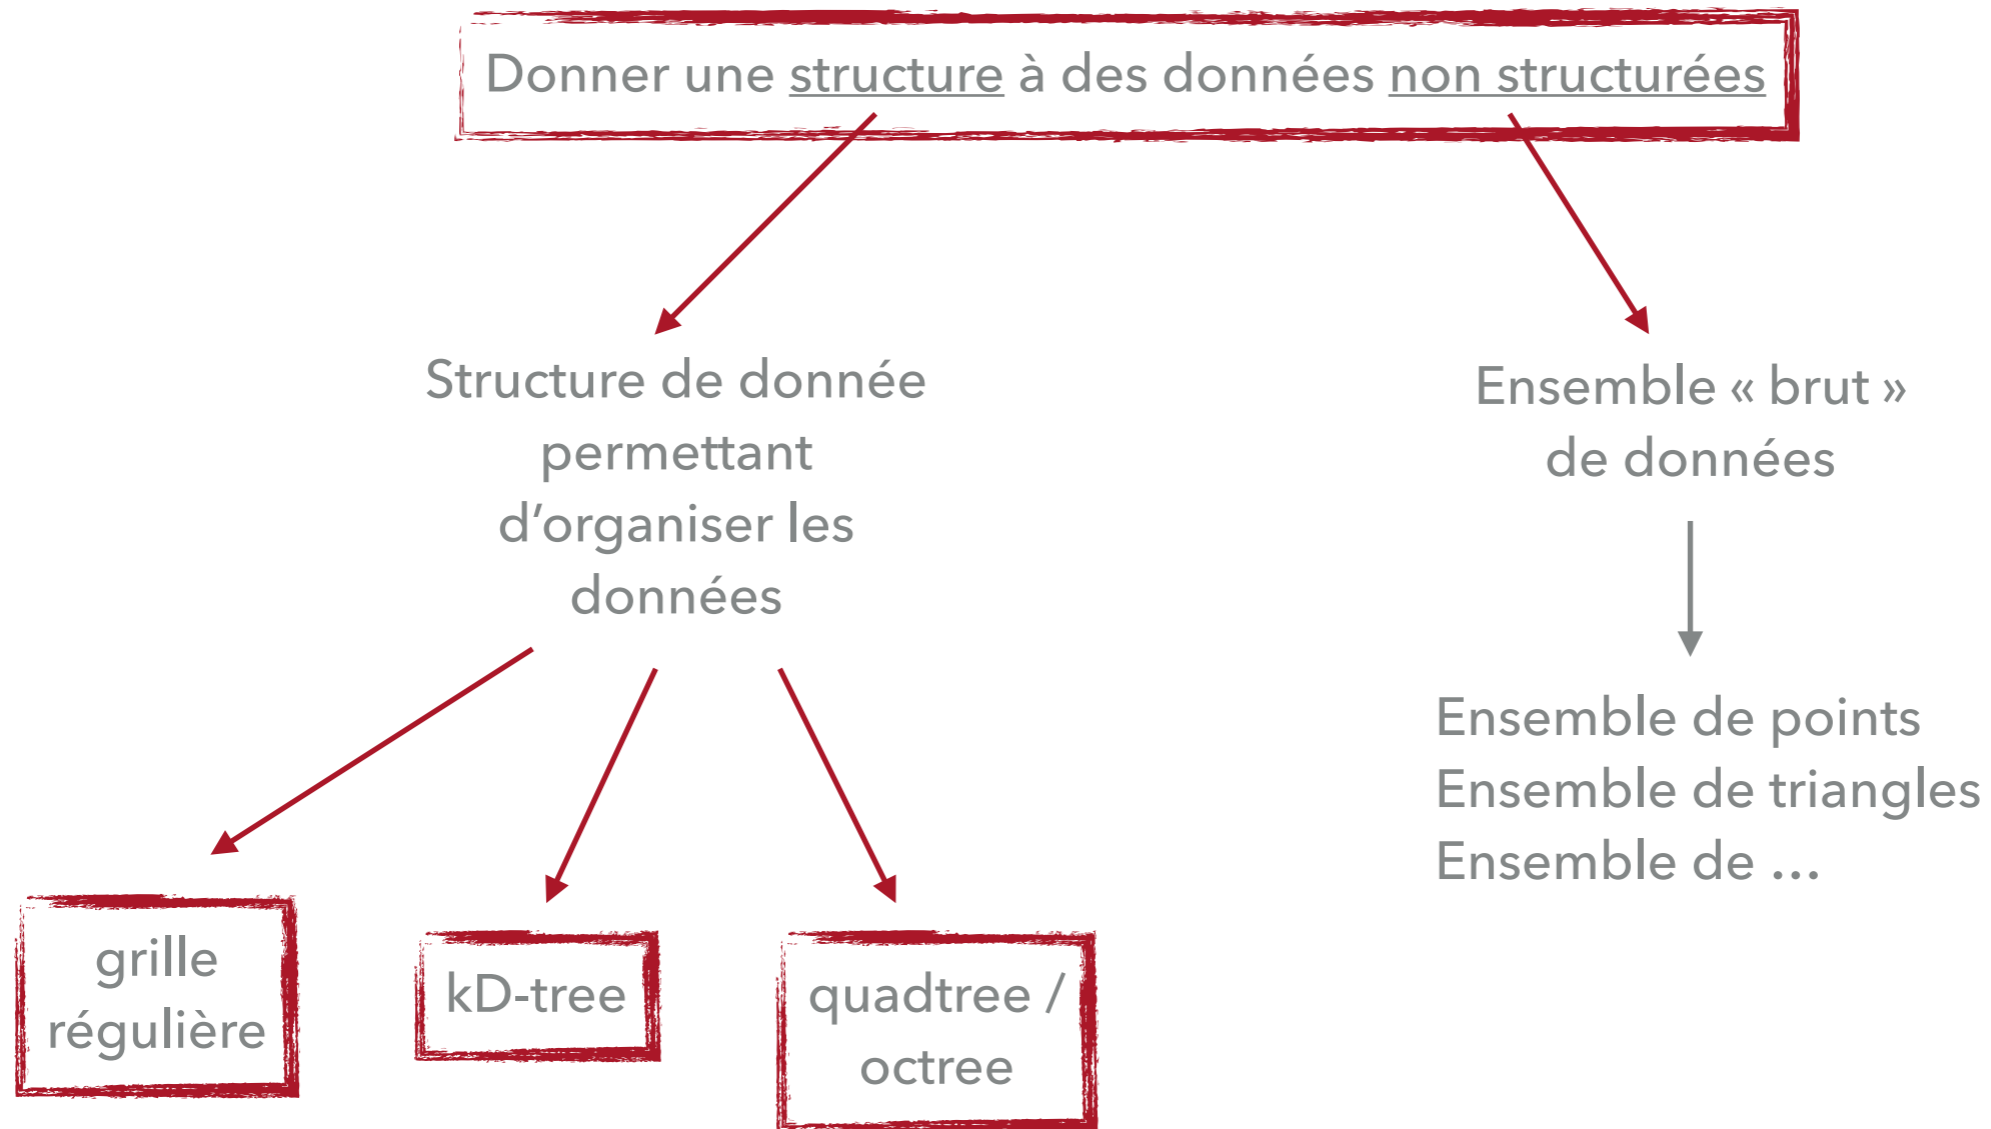 Donner une structure à des données non structurées
Structure de donnée
permettant
d’organiser les
données
Ensemble « brut »
de données
Ensemble de points
Ensemble de triangles
Ensemble de …
grille
régulière
kD-tree
quadtree /
octree